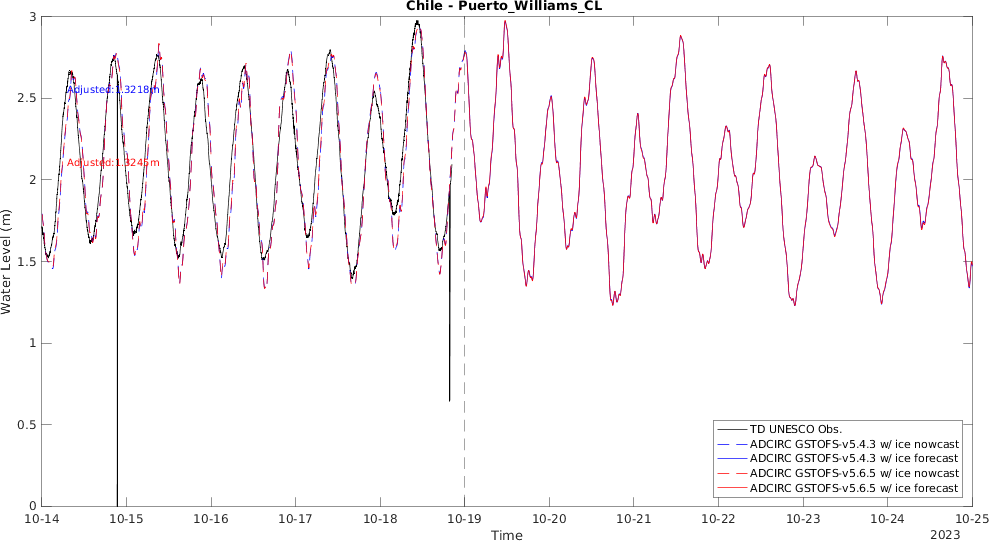 Chile - Puerto_Williams_CL
3
2.5
2
1.5
1
0.5
0
Water Level (m)
Adjusted:1.3218m
Adjusted:1.3245m
TD UNESCO Obs.
ADCIRC GSTOFS-v5.4.3 w/ ice nowcast
ADCIRC GSTOFS-v5.4.3 w/ ice forecast
ADCIRC GSTOFS-v5.6.5 w/ ice nowcast
ADCIRC GSTOFS-v5.6.5 w/ ice forecast
10-14 10-15 10-16 10-17 10-18 10-19 10-20 10-21 10-22 10-23 10-24 10-25
Time
2023